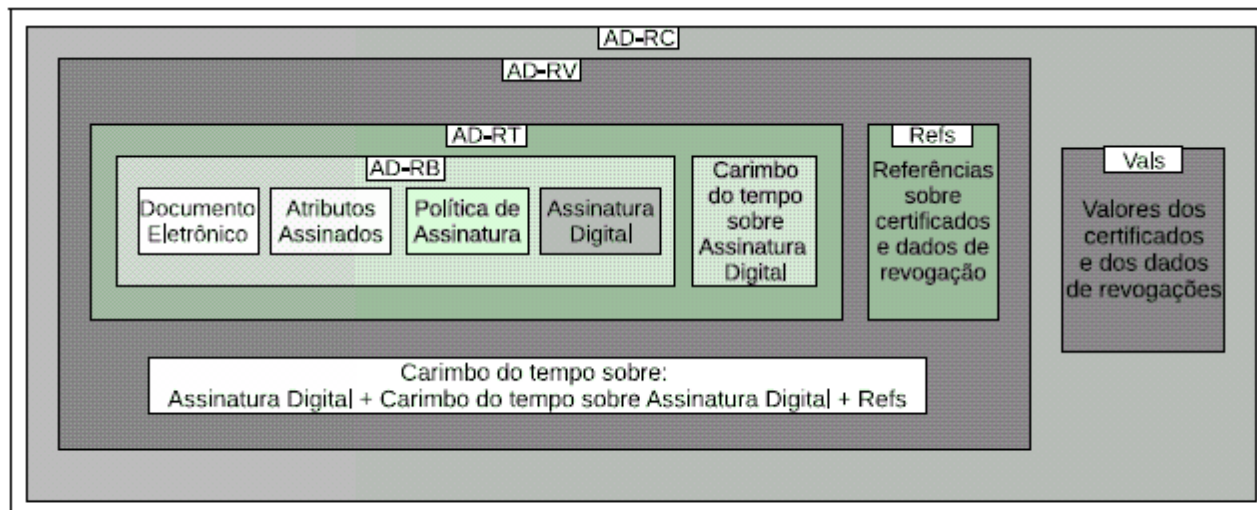 AD-RC
AD-RV
AD-RT
AD-RB
Documento
Eletrônico
Atributos
Assinados
Política de
Assinatura
Assinatura
Digital
Carimbo
do tempo
sobre
Assinatura
Digital
Refs
Referências
sobre
certificados
e dados de
revogação
Vals
Valores dos
certificados
e dos dados
de revogações
Carimbo do tempo sobre:
Assinatura Digital + Carimbo do tempo sobre Assinatura Digital + Refs